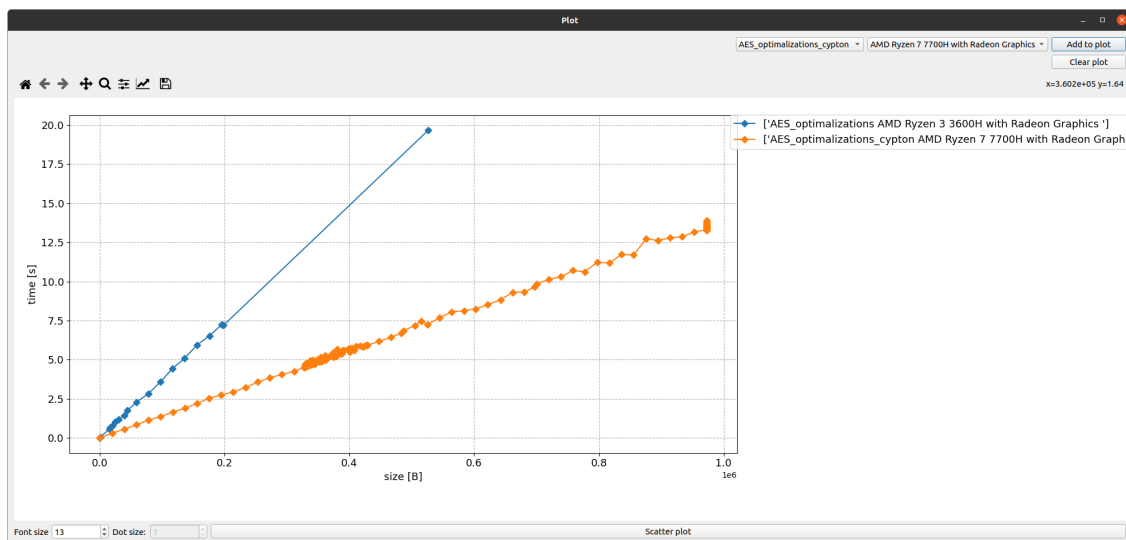 Plot
AES_optimalizations_cypton
AMD Ryzen 7 7700H with Radeon Graphics
Add to plot
Clear plot
x=3.602e+05 y=1.64
['AES_optimalizations AMD Ryzen 3 3600H with Radeon Graphics ']
['AES_optimalizations_cypton AMD Ryzen 7 7700H with Radeon Graph
20.0
17.5
15.0
12.5
10.0
7.5
5.0
2.5
0.0
time [s]
0.0 0.2 0.4 0.6 0.8 1.0
1e6
size [B]
Font size 13 Dot size: 1 Scatter plot